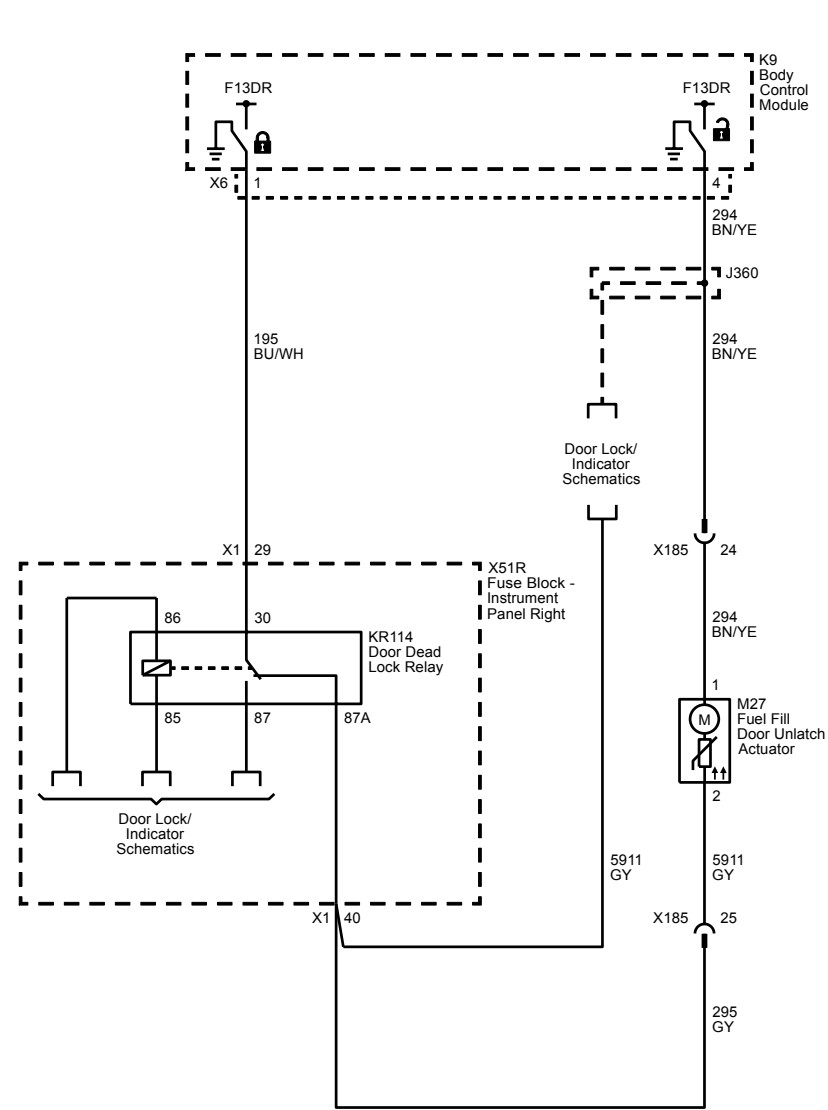 K9
Body
Control
Module
F13DR
F13DR
X6
1
4
294
BN/YE
J360
195
BU/WH
294
BN/YE
Door Lock/
Indicator
Schematics
X1
29
X185
24
X51R
Fuse Block -
Instrument
Panel Right
86
30
294
BN/YE
KR114
Door Dead
Lock Relay
1
M27
Fuel Fill
Door Unlatch
Actuator
M
85
87
87A
2
Door Lock/
Indicator
Schematics
5911
GY
5911
GY
X1
40
X185
25
295
GY